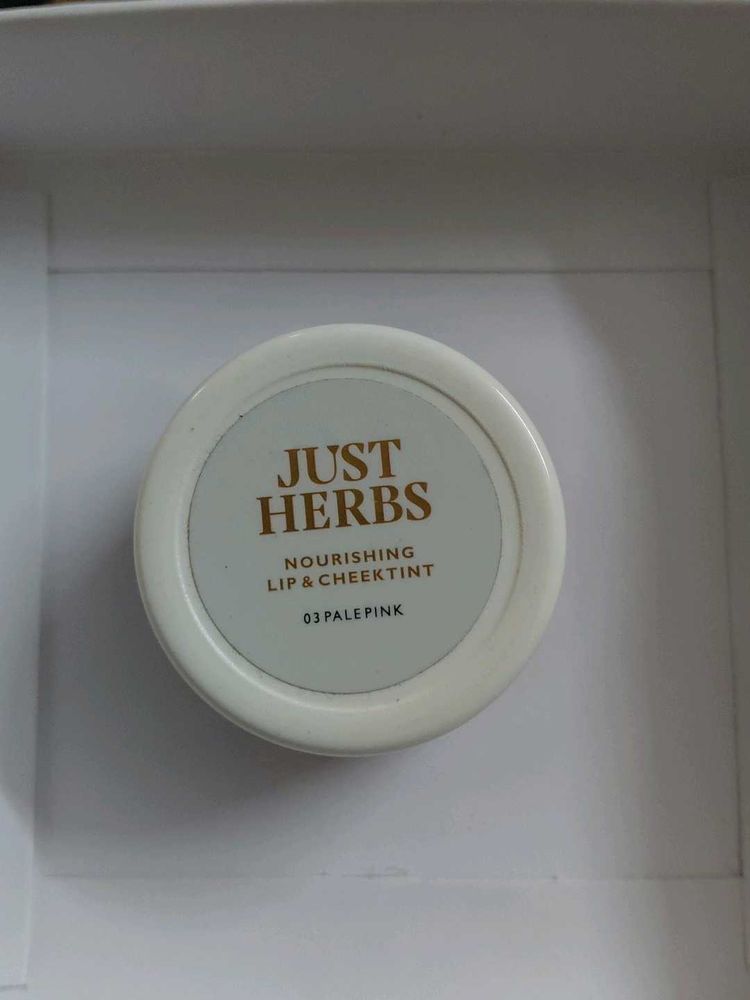 JUST
HERBS
NOURISHING
LIP & CHEEKTINT
03 PALEPINK